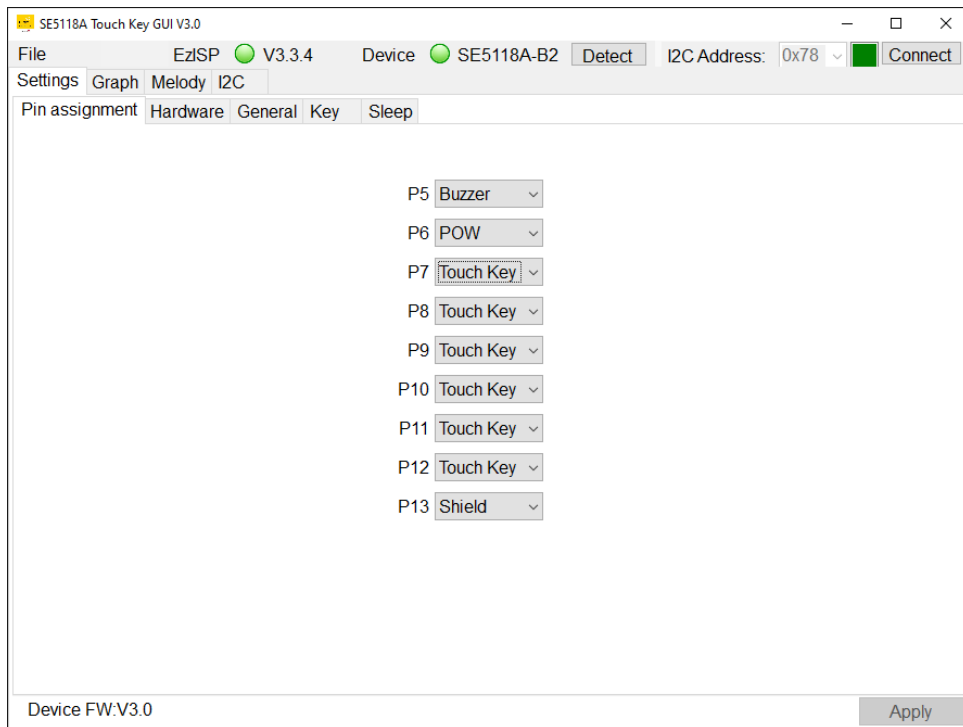 SE5118A Touch Key GUI V3.0
File EzISP V3.3.4 Device SE5118A-B2 Detect I2C Address: 0x78 Connect
Settings Graph Melody I2C
Pin assignment Hardware General Key Sleep
P5 Buzzer
P6 POW
P7 Touch Key
P8 Touch Key
P9 Touch Key
P10 Touch Key
P11 Touch Key
P12 Touch Key
P13 Shield
Device FW:V3.0 Apply